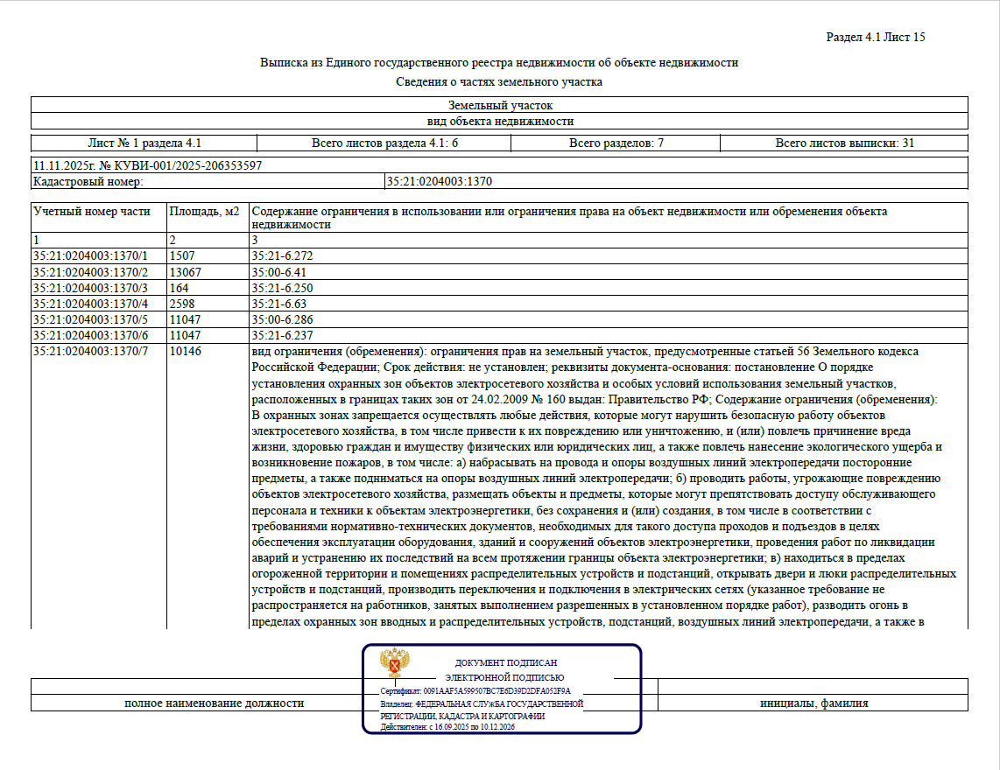 Раздел 4.1 Лист 15
Выписка из Единого государственного реестра недвижимости об объекте недвижимости
Сведения о частях земельного участка
Земельный участок
вид объекта недвижимости
Лист № 1 раздела 4.1 Всего листов раздела 4.1: 6 Всего разделов: 7 Всего листов выписки: 31
11.11.2025г. № КУВИ-001/2025-206353597
Кадастровый номер: 35:21:0204003:1370
Учетный номер части Площадь, м2 Содержание ограничения в использовании или ограничения права на объект недвижимости или обременения объекта
недвижимости
1 2 3
35:21:0204003:1370/1 1507 35:21-6.272
35:21:0204003:1370/2 13067 35:00-6.41
35:21:0204003:1370/3 164 35:21-6.250
35:21:0204003:1370/4 2598 35:21-6.63
35:21:0204003:1370/5 11047 35:00-6.286
35:21:0204003:1370/6 11047 35:21-6.237
35:21:0204003:1370/7 10146 вид ограничения (обременения): ограничения прав на земельный участок, предусмотренные статьей 56 Земельного кодекса
Российской Федерации; Срок действия: не установлен; реквизиты документа-основания: постановление О порядке
установления охранных зон объектов электросетевого хозяйства и особых условий использования земельный участков,
расположенных в границах таких зон от 24.02.2009 № 160 выдан: Правительство РФ; Содержание ограничения (обременения):
В охранных зонах запрещается осуществлять любые действия, которые могут нарушить безопасную работу объектов
электросетевого хозяйства, в том числе привести к их повреждению или уничтожению, и (или) повлечь причинение вреда
жизни, здоровью граждан и имуществу физических или юридических лиц, а также повлечь нанесение экологического ущерба и
возникновение пожаров, в том числе: а) набрасывать на провода и опоры воздушных линий электропередачи посторонние
предметы, а также подниматься на опоры воздушных линий электропередачи; б) проводить работы, угрожающие повреждению
объектов электросетевого хозяйства, размещать объекты и предметы, которые могут препятствовать доступу обслуживающего
персонала и техники к объектам электроэнергетики, без сохранения и (или) создания, в том числе в соответствии с
требованиями нормативно-технических документов, необходимых для такого доступа проходов и подъездов в целях
обеспечения эксплуатации оборудования, зданий и сооружений объектов электроэнергетики, проведения работ по ликвидации
аварий и устранению их последствий на всем протяжении границы объекта электроэнергетики; в) находиться в пределах
огороженной территории и помещениях распределительных устройств и подстанций, открывать двери и люки распределительных
устройств и подстанций, производить переключения и подключения в электрических сетях (указанное требование не
распространяется на работников, занятых выполнением разрешенных в установленном порядке работ), разводить огонь в
пределах охранных зон вводных и распределительных устройств, подстанций, воздушных линий электропередачи, а также в
ДОКУМЕНТ ПОДПИСАН
ЭЛЕКТРОННОЙ ПОДПИСЬЮ
Сертификат: 0091AAF5A599507BC7E6D39D2DFA052F9A
Владелец: ФЕДЕРАЛЬНАЯ СЛУЖБА ГОСУДАРСТВЕННОЙ
РЕГИСТРАЦИИ, КАДАСТРА И КАРТОГРАФИИ
Действителен: с 16.09.2025 по 10.12.2026
полное наименование должности инициалы, фамилия